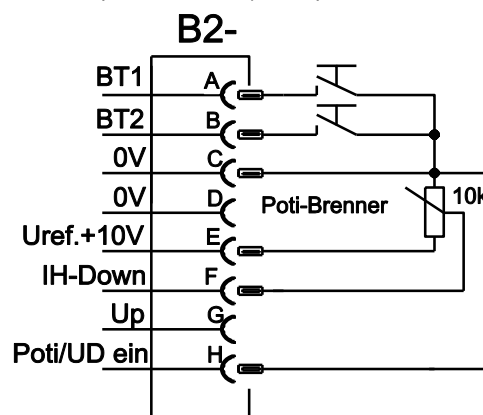 B2-
BT1 A
BT2 B
0V C
0V D
Poti-Brenner 10k
Uref.+10V E
IH-Down F
Up G
Poti/UD ein H